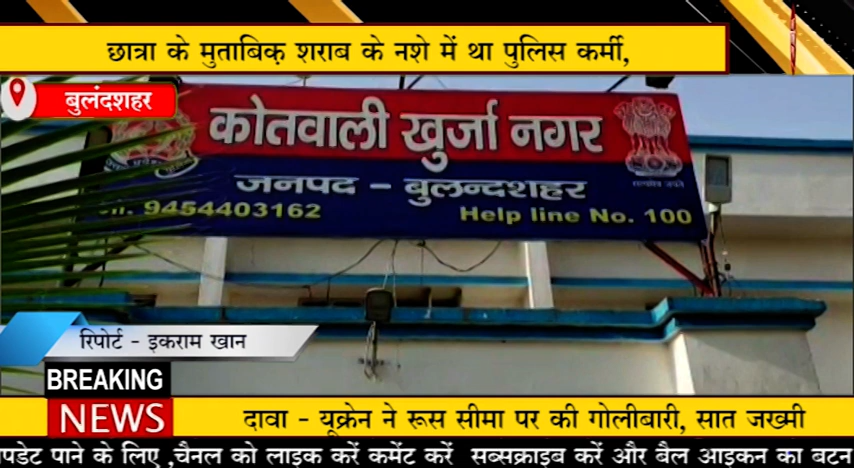 छात्रा के मुताबिक़ शराब के नशे में था पुलिस कर्मी,
बुलंदशहर
कोतवाली खुर्जा नगर
जनपद - बुलन्दशहर
9454403162
Help line No. 100
रिपोर्ट - इकराम खान
BREAKING
NEWS
दावा - यूक्रेन ने रूस सीमा पर की गोलीबारी, सात जख्मी
पडेट पाने के लिए ,चैनल को लाइक करें कमेंट करें सब्सक्राइब करें और बैल आइकन का बटन